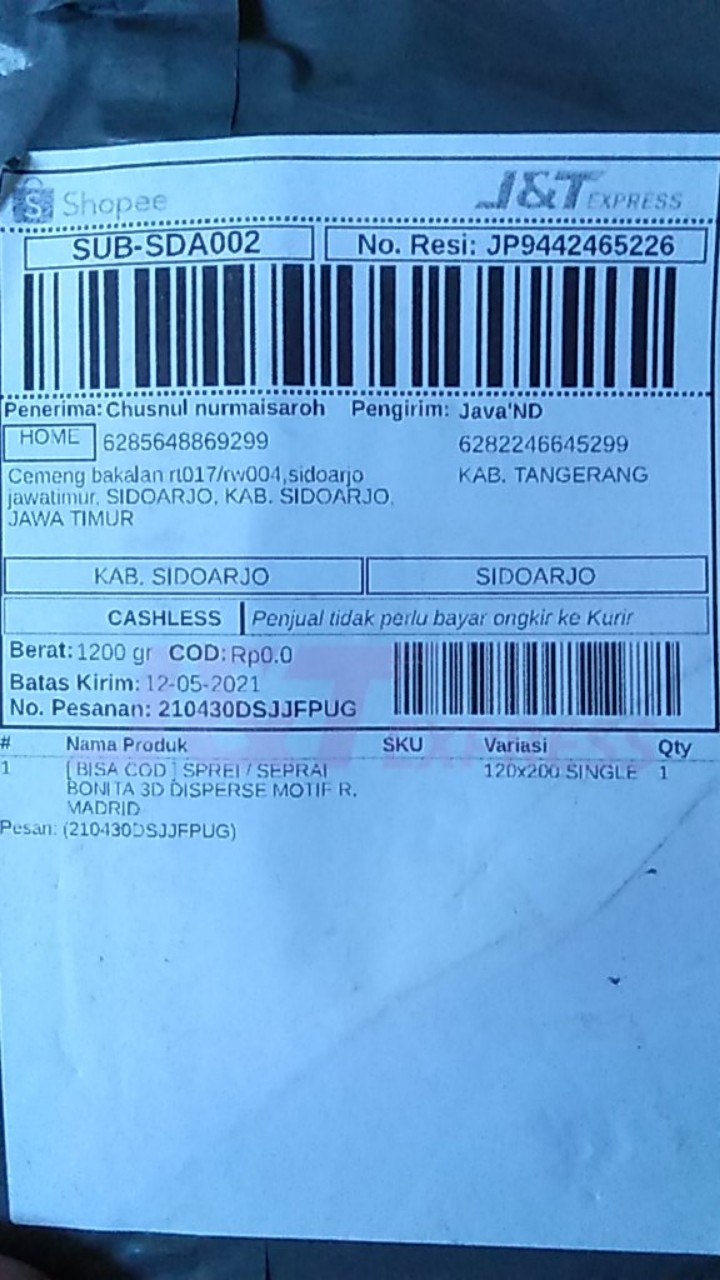 Shopee
J&T EXPRESS
SUB-SDA002
No. Resi: JP9442465226
Penerima: Chusnul nurmaisaroh
Pengirim: Java'ND
HOME 6285648869299
6282246645299
Cemeng bakalan rt017/rw004,sidoarjo
KAB. TANGERANG
jawatimur, SIDOARJO, KAB. SIDOARJO,
JAWA TIMUR
KAB. SIDOARJO
SIDOARJO
CASHLESS
Penjual tidak perlu bayar ongkir ke Kurir
Berat: 1200 gr COD: Rp0.0
Batas Kirim: 12-05-2021
No. Pesanan: 210430DSJJFPUG
J&T EXPRESS
# Nama Produk SKU Variasi Qty
1 [ BISA COD ] SPREI / SEPRAI 120x200 SINGLE 1
BONITA 3D DISPERSE MOTIF R.
MADRID
Pesan: (210430DSJJFPUG)